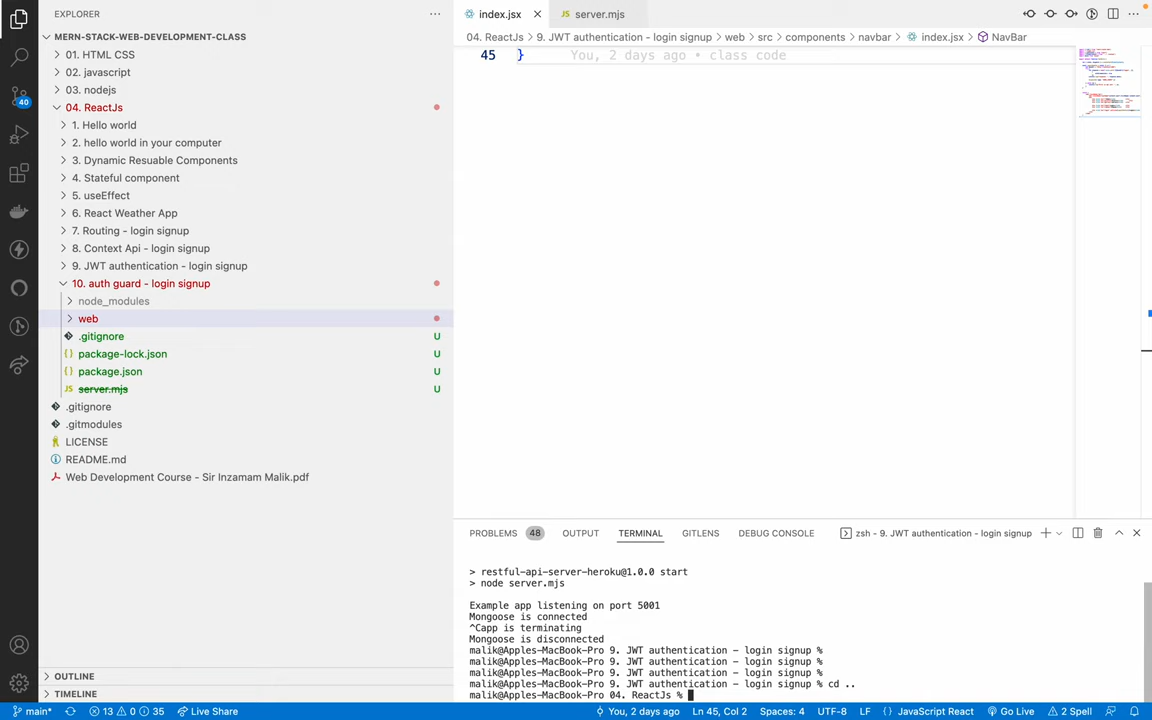 EXPLORER
MERN-STACK-WEB-DEVELOPMENT-CLASS
01. HTML CSS
02. javascript
03. nodejs
04. ReactJs
1. Hello world
2. hello world in your computer
3. Dynamic Resuable Components
4. Stateful component
5. useEffect
6. React Weather App
7. Routing - login signup
8. Context Api - login signup
9. JWT authentication - login signup
10. auth guard - login signup
node_modules
web
.gitignore U
package-lock.json U
package.json U
server.mjs U
.gitignore
.gitmodules
LICENSE
README.md
Web Development Course - Sir Inzamam Malik.pdf
OUTLINE
TIMELINE
40
index.jsx
JS server.mjs
04. ReactJs > 9. JWT authentication - login signup > web > src > components > navbar > index.jsx > NavBar
45 } You, 2 days ago • class code
PROBLEMS 48 OUTPUT TERMINAL GITLENS DEBUG CONSOLE zsh - 9. JWT authentication - login signup
> restful-api-server-heroku@1.0.0 start
> node server.mjs
Example app listening on port 5001
Mongoose is connected
^Capp is terminating
Mongoose is disconnected
malik@Apples-MacBook-Pro 9. JWT authentication - login signup %
malik@Apples-MacBook-Pro 9. JWT authentication - login signup %
malik@Apples-MacBook-Pro 9. JWT authentication - login signup %
malik@Apples-MacBook-Pro 9. JWT authentication - login signup % cd ..
malik@Apples-MacBook-Pro 04. ReactJs %
main* 13 0 35 Live Share You, 2 days ago Ln 45, Col 2 Spaces: 4 UTF-8 LF {} JavaScript React Go Live 2 Spell